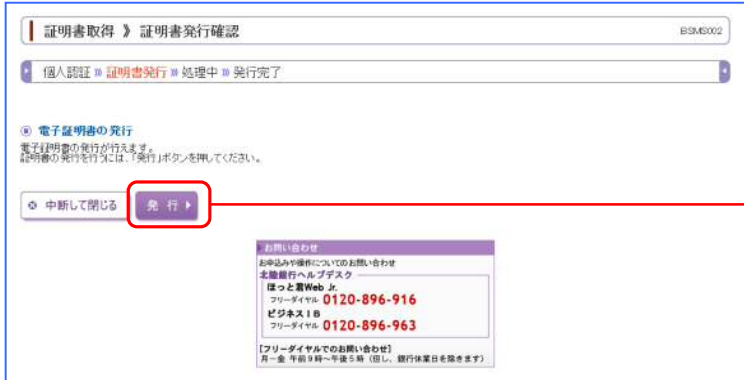 証明書取得 》 証明書発行確認
BSMS002
個人認証 》 証明書発行 》 処理中 》 発行完了
電子証明書の発行
電子証明書の発行が行えます。
証明書の発行を行うには、「発行」ボタンを押してください。
中断して閉じる
発 行
お問い合わせ
お申込みや操作についてのお問い合わせ
北陸銀行ヘルプデスク
ほっと君Web Jr.
フリーダイヤル 0120-896-916
ビジネスIB
フリーダイヤル 0120-896-963
【フリーダイヤルでのお問い合わせ】
月－金 午前9時～午後5時（但し、銀行休業日を除きます）